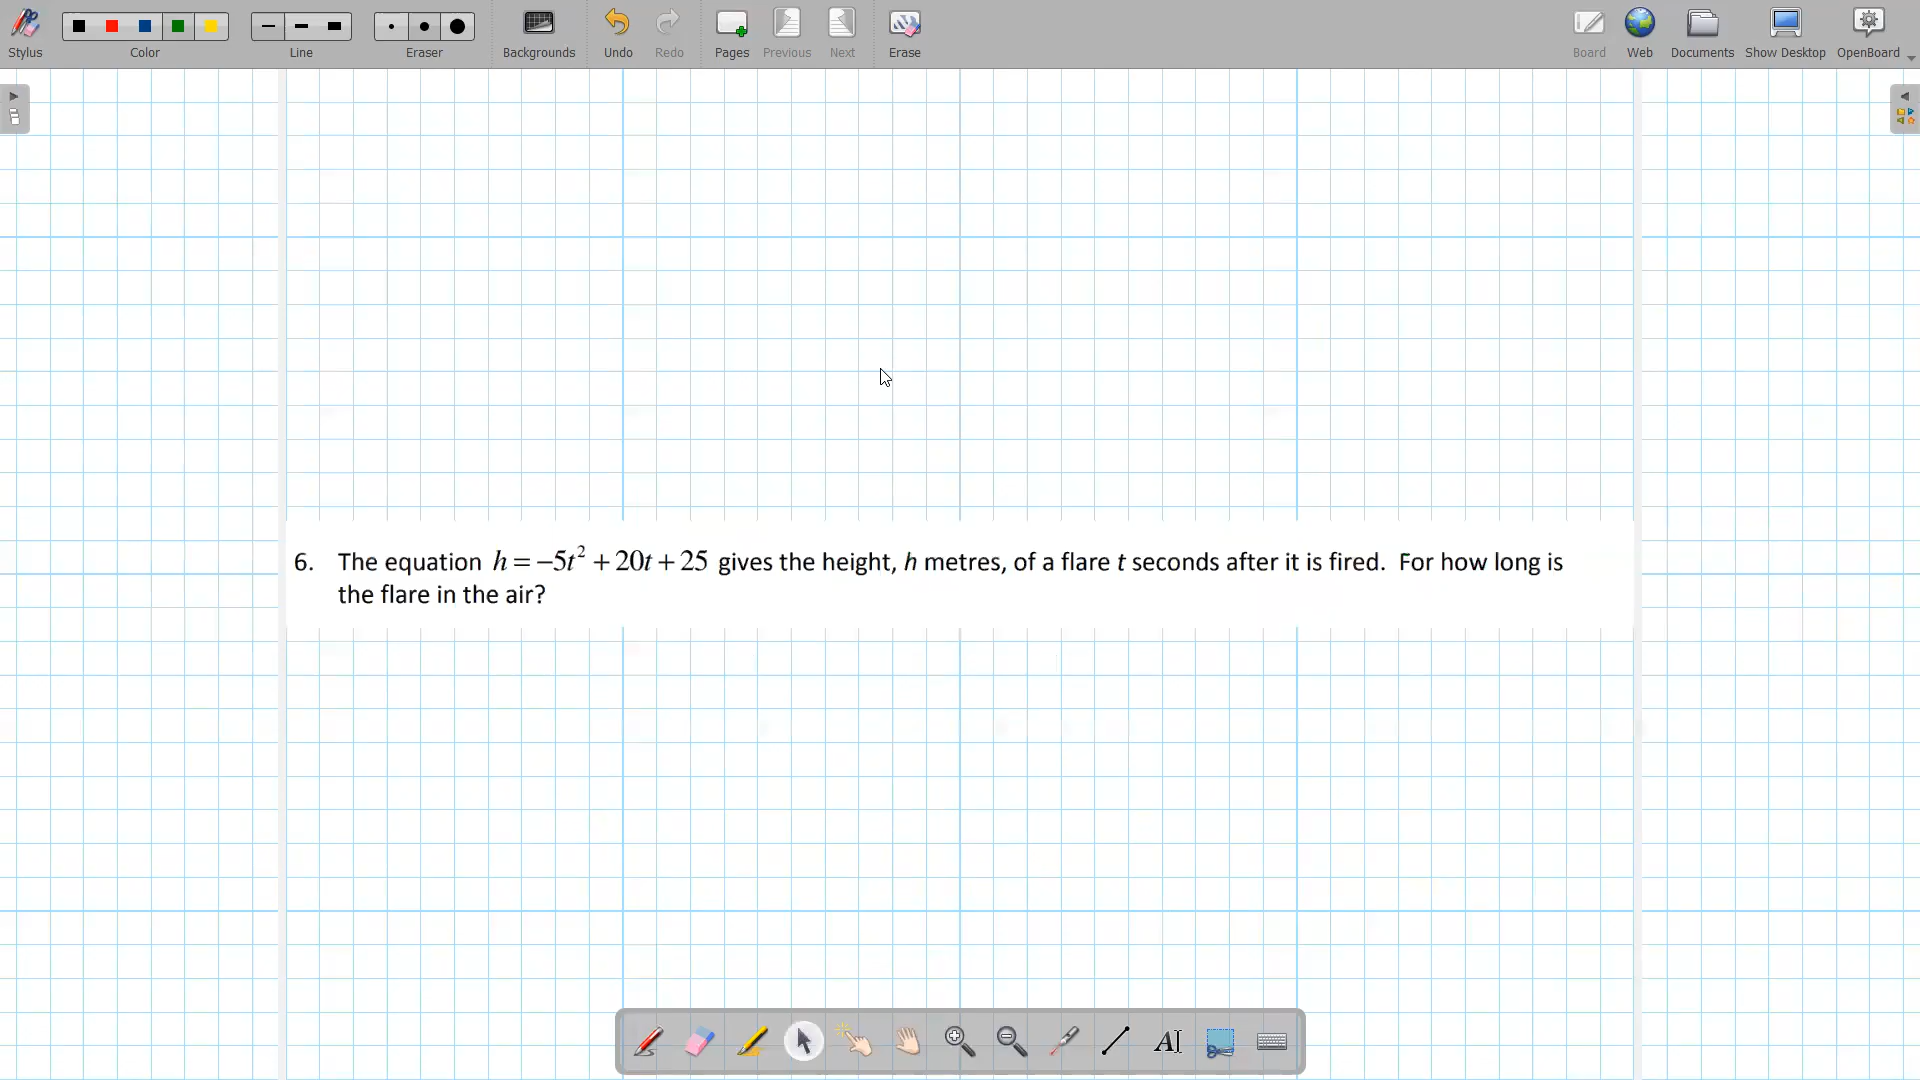 Stylus Color Line Eraser Backgrounds Undo Redo Pages Previous Next Erase Board Web Documents Show Desktop OpenBoard
6. The equation h = −5t² + 20t + 25 gives the height, h metres, of a flare t seconds after it is fired. For how long is
the flare in the air?